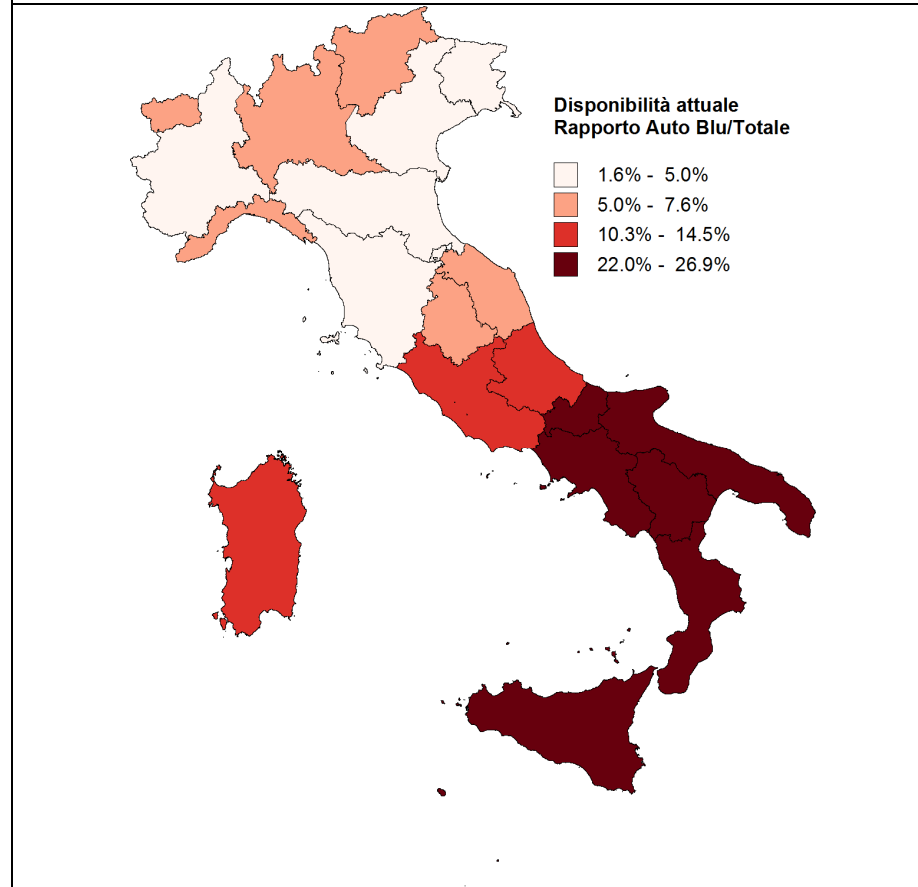 Disponibilità attuale
Rapporto Auto Blu/Totale
1.6% - 5.0%
5.0% - 7.6%
10.3% - 14.5%
22.0% - 26.9%